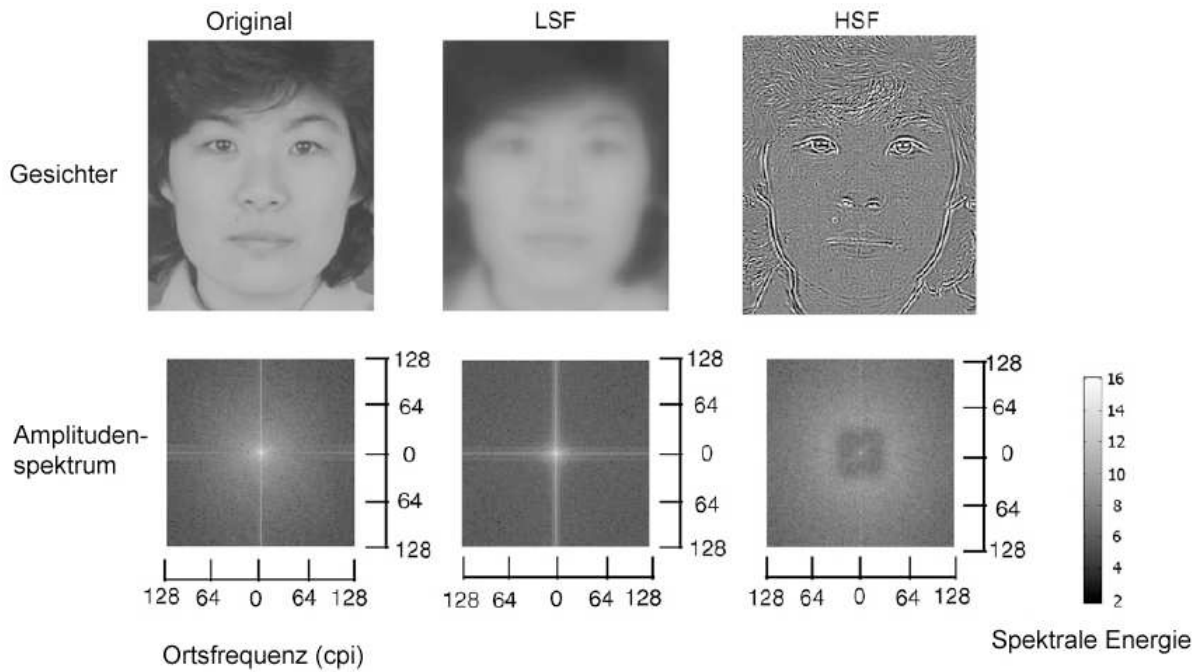 Original LSF HSF
Gesichter
Amplituden-
spektrum
128 128 128
64 64 64
0 0 0
64 64 64
128 128 128
128 64 0 64 128 128 64 0 64 128 128 64 0 64 128
16
14
12
10
8
6
4
2
Ortsfrequenz (cpi)
Spektrale Energie